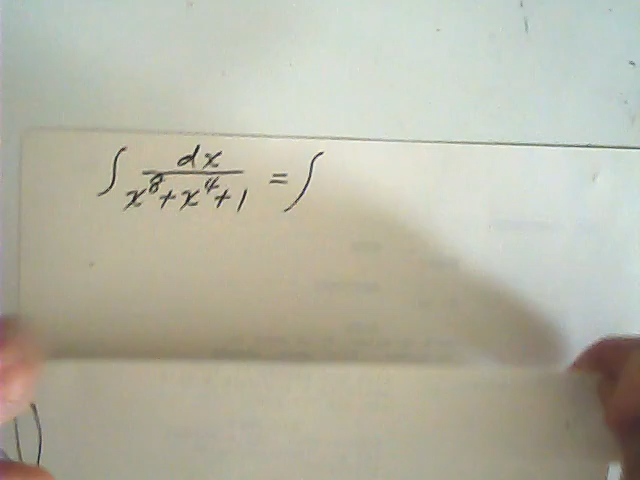 ∫ dx / (x⁸+x⁴+1) = ∫